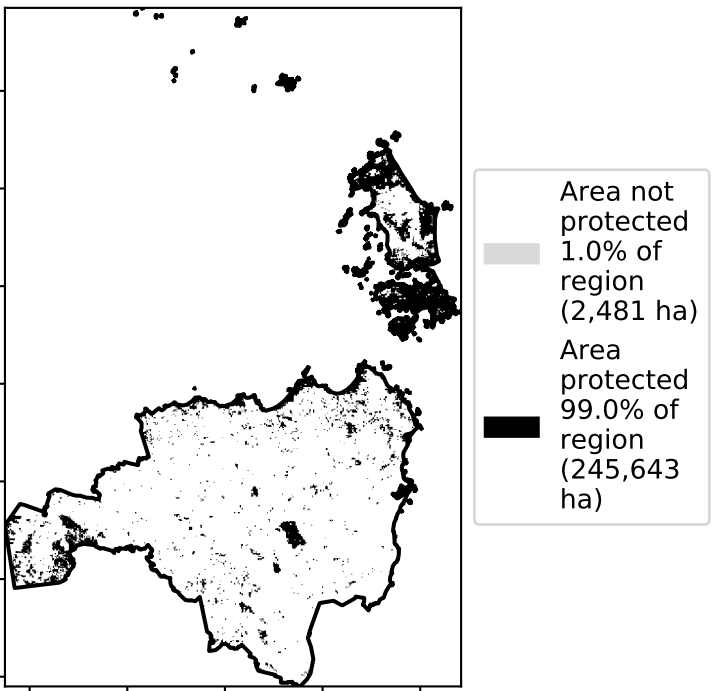 Area not
protected
1.0% of
region
(2,481 ha)
Area
protected
99.0% of
region
(245,643
ha)